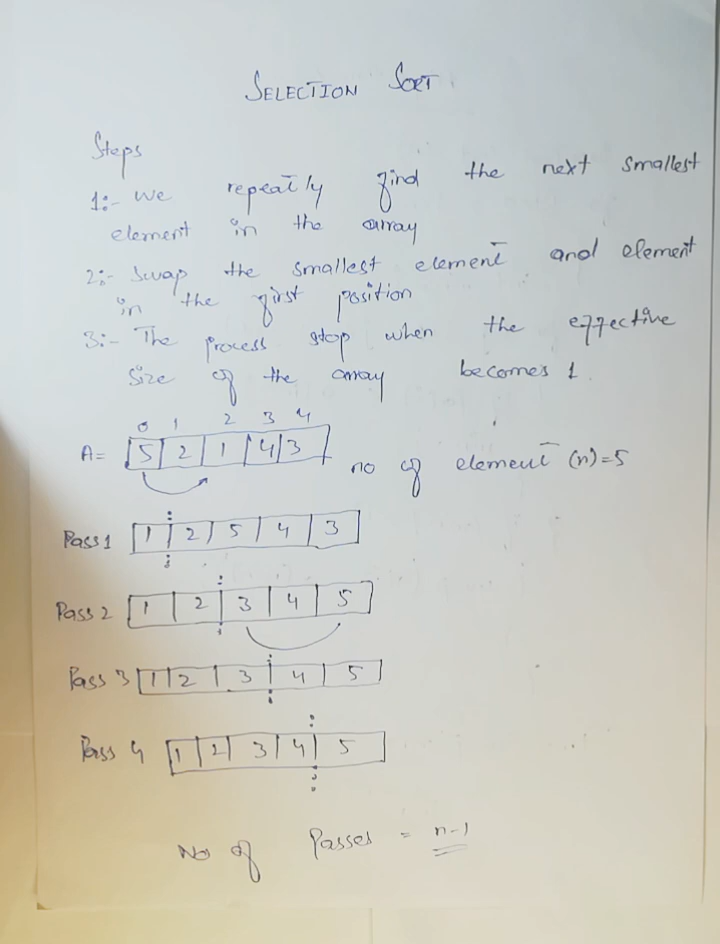 SELECTION SORT
Steps
1:- We repeatly find the next smallest
element in the array
2:- Swap the smallest element and element
in the first position
3:- The process stop when the effective
size of the array becomes 1
0 1 2 3 4
A= 5 2 1 4 3 no of element (n)=5
Pass 1 1 2 5 4 3
Pass 2 1 2 3 4 5
Pass 3 1 2 3 4 5
Pass 4 1 2 3 4 5
No of Passes = n-1